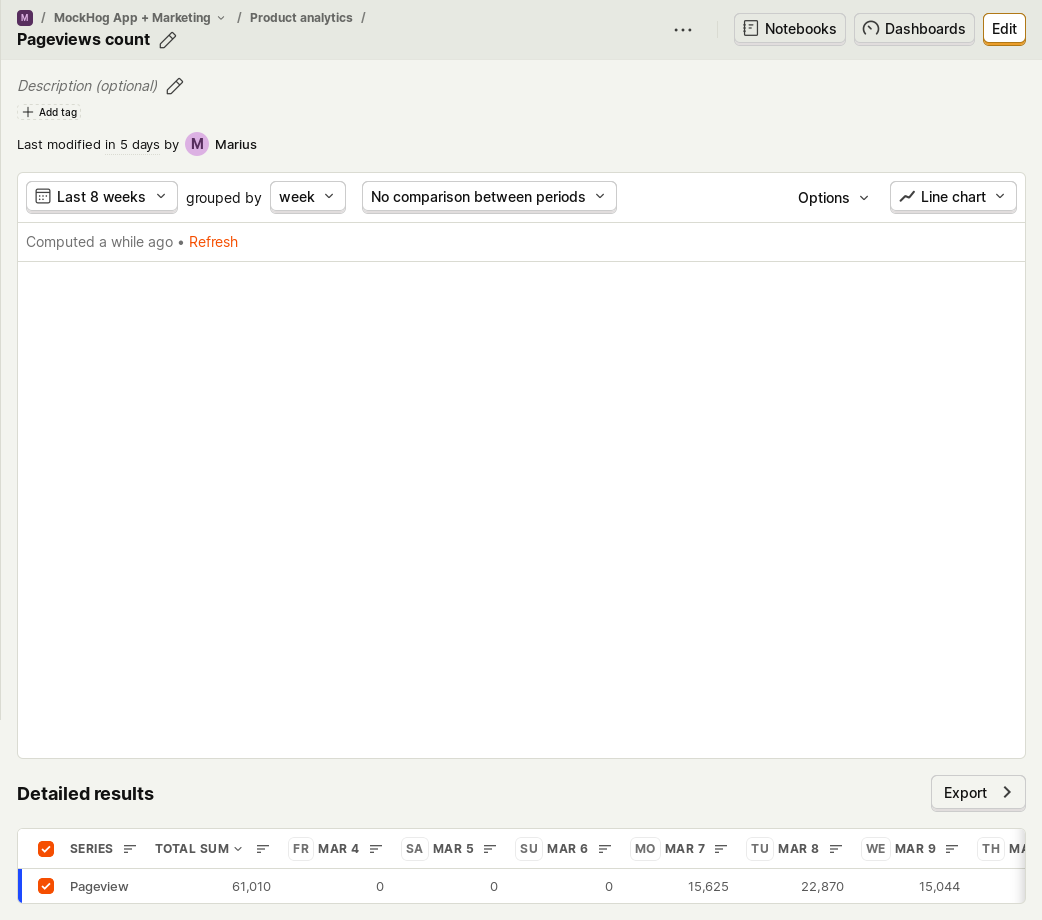 M / MockHog App + Marketing / Product analytics /
Pageviews count
Notebooks
Dashboards
Edit
Description (optional)
Add tag
Last modified in 5 days by M Marius
Last 8 weeks grouped by week No comparison between periods Options Line chart
Computed a while ago • Refresh
Detailed results
Export
SERIES TOTAL SUM FR MAR 4 SA MAR 5 SU MAR 6 MO MAR 7 TU MAR 8 WE MAR 9 TH
Pageview 61,010 0 0 0 15,625 22,870 15,044